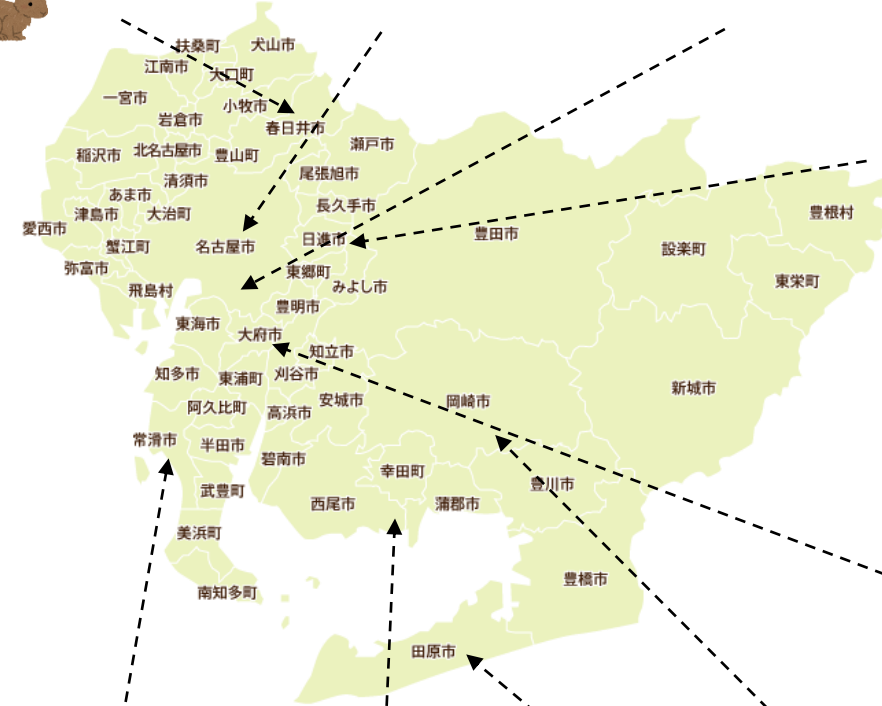 扶桑町
犬山市
江南市
大口町
一宮市
小牧市
岩倉市
春日井市
瀬戸市
稲沢市
北名古屋市
豊山町
尾張旭市
清須市
あま市
長久手市
津島市
大治町
豊根村
愛西市
日進市
豊田市
蟹江町
名古屋市
設楽町
弥富市
東郷町
東栄町
みよし市
飛島村
豊明市
東海市
大府市
知立市
知多市
東浦町
刈谷市
新城市
安城市
岡崎市
阿久比町
高浜市
常滑市
半田市
碧南市
幸田町
豊川市
武豊町
西尾市
蒲郡市
美浜町
豊橋市
南知多町
田原市